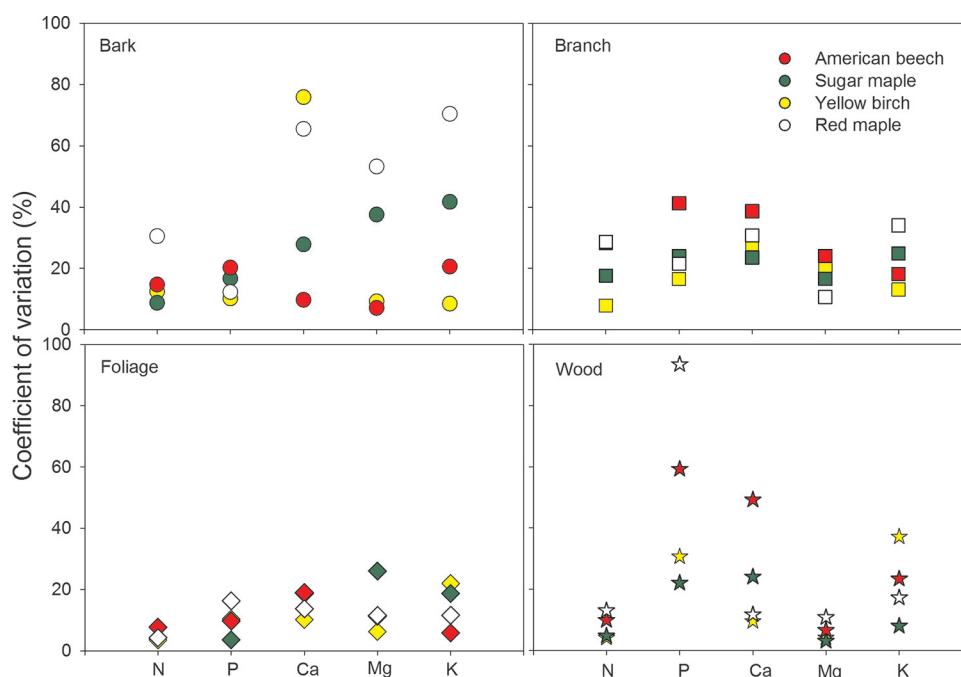 Coefficient of variation (%)
100
80
60
40
20
0
Bark
Branch
American beech
Sugar maple
Yellow birch
Red maple
100
80
60
40
20
0
Foliage
Wood
N P Ca Mg K
N P Ca Mg K